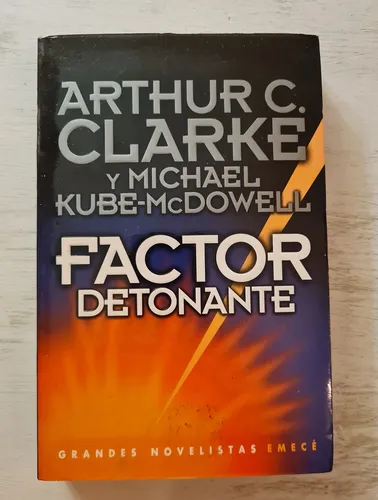 ARTHUR C.
CLARKE
Y MICHAEL
KUBE-McDOWELL
FACTOR
DETONANTE
GRANDES NOVELISTAS EMECÉ